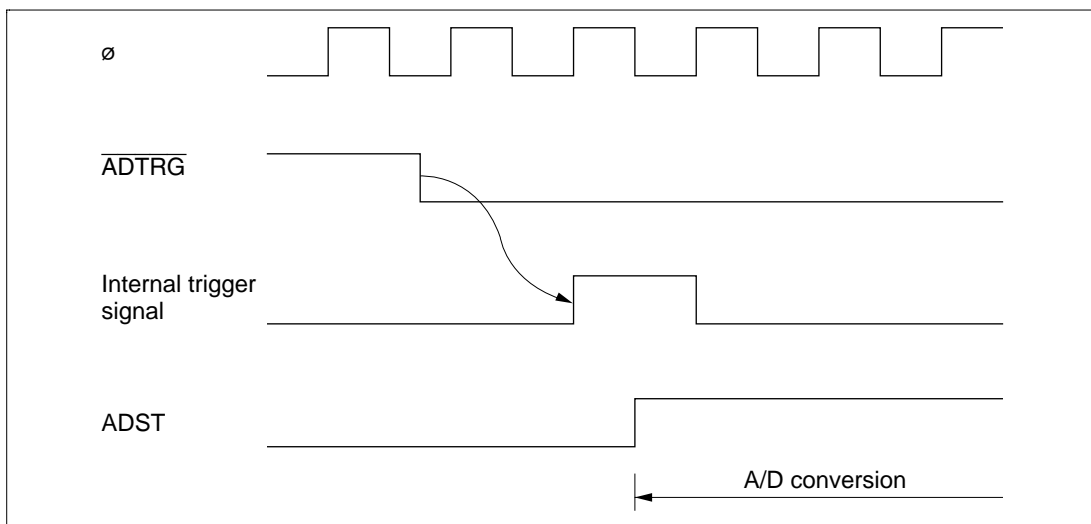 ø
ADTRG
Internal trigger
signal
ADST
A/D conversion